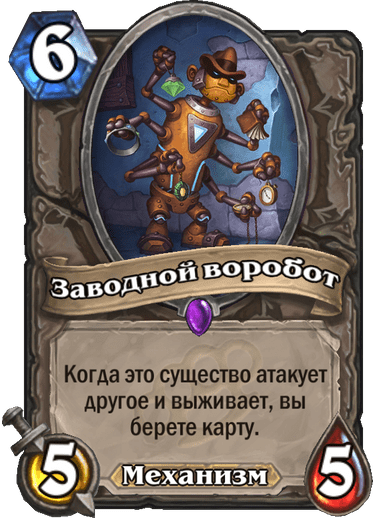 6
Заводной воробот
Когда это существо атакует
другое и выживает, вы
берете карту.
5
Механизм
5